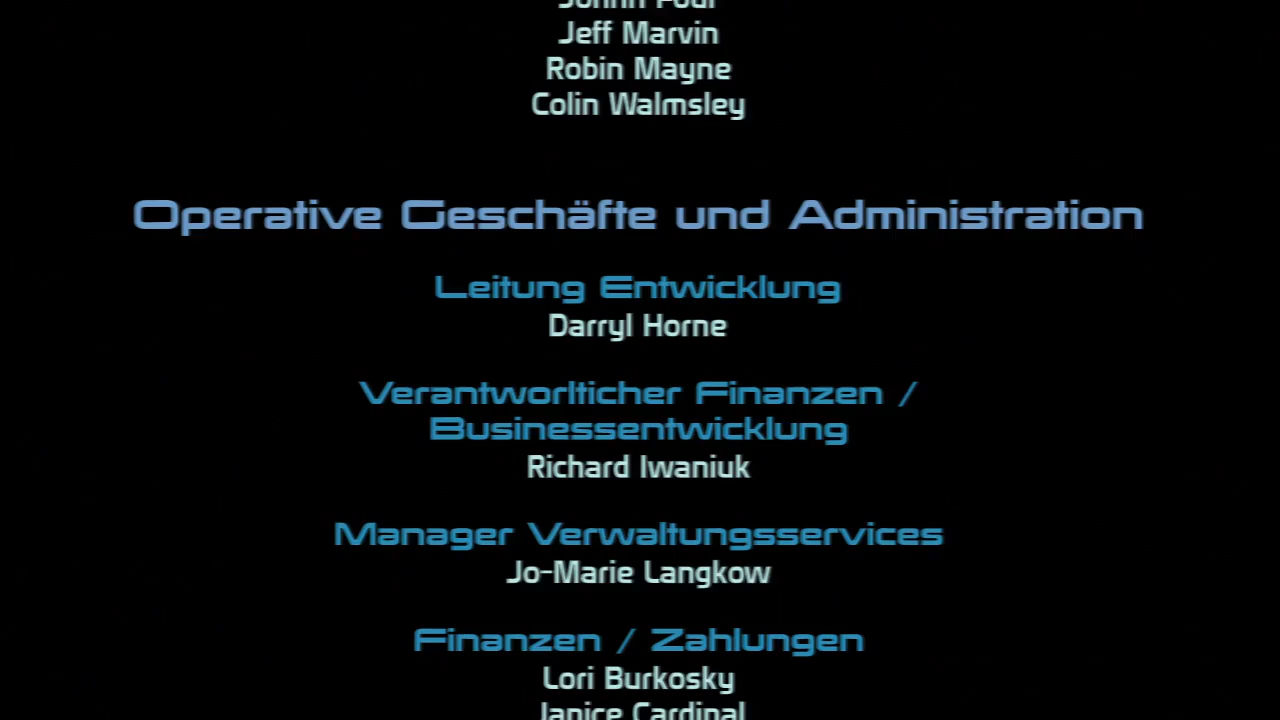 Jeff Marvin
Robin Mayne
Colin Walmsley
Operative Geschäfte und Administration
Leitung Entwicklung
Darryl Horne
Verantworlticher Finanzen /
Businessentwicklung
Richard Iwaniuk
Manager Verwaltungsservices
Jo-Marie Langkow
Finanzen / Zahlungen
Lori Burkosky
Janice Cardinal